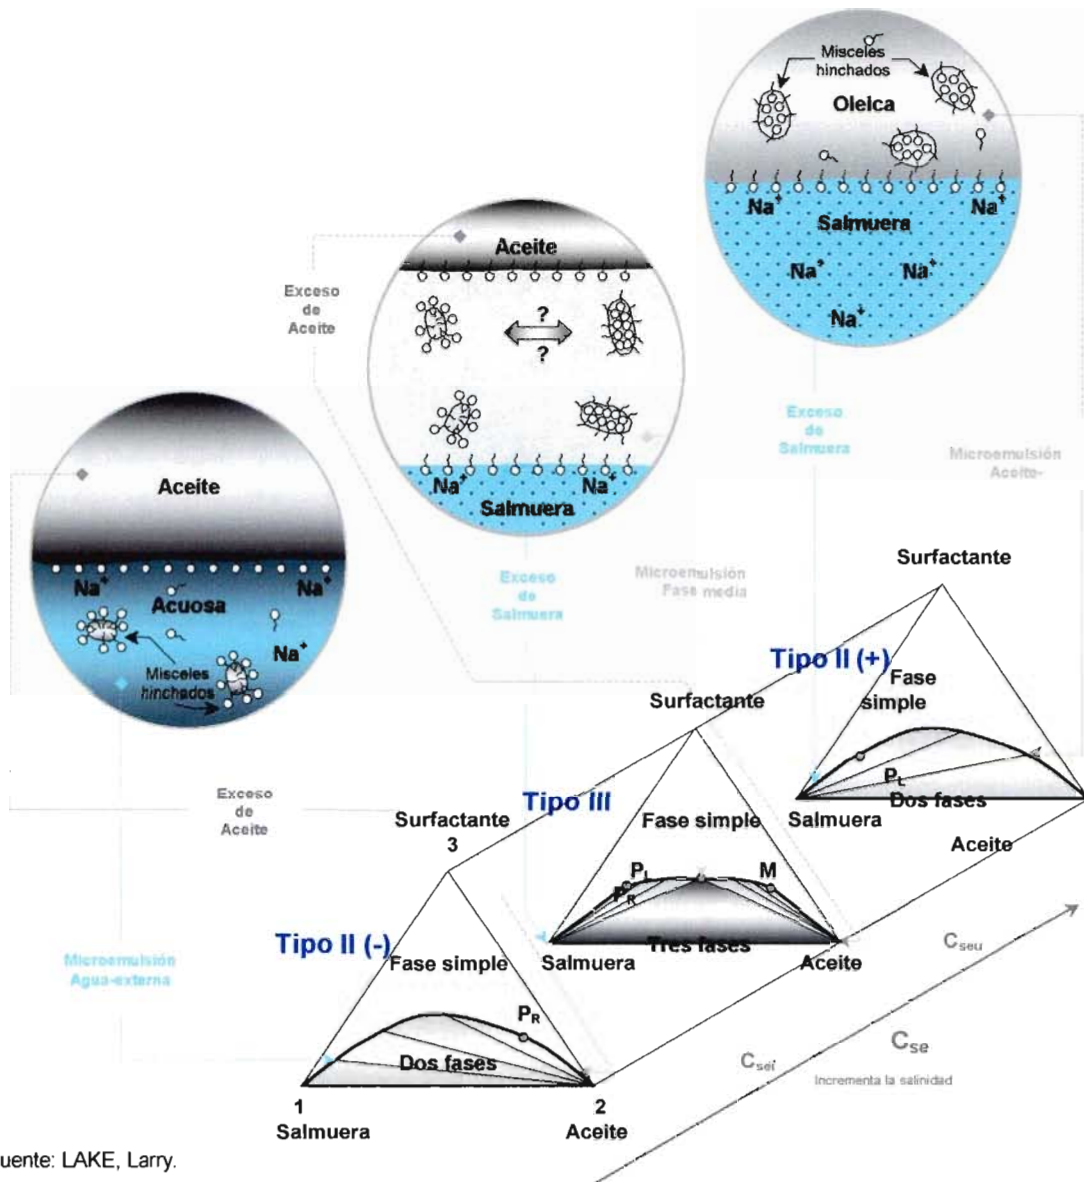 Misceles
hinchados
Oleica
Na+
Na+
Salmuera
Na+
Na+
Na+
Aceite
?
?
Na+
Na+
Salmuera
Exceso
de
Aceite
Exceso
de
Salmuera
Microemulsión
Aceite-
Aceite
Na+
Na+
Acuosa
Na+
Misceles
hinchados
Exceso
de
Salmuera
Microemulsión
Fase media
Surfactante
Tipo II (+)
Fase
simple
PL
Dos fases
Salmuera
Aceite
Surfactante
Tipo III
Fase simple
PL
PR
M
Tres fases
Salmuera
Aceite
Exceso
de
Aceite
Surfactante
3
Tipo II (-)
Fase simple
PR
Dos fases
1
Salmuera
2
Aceite
Microemulsión
Agua-externa
Cseu
Cse
Csei
Incrementa la salinidad
uente: LAKE, Larry.